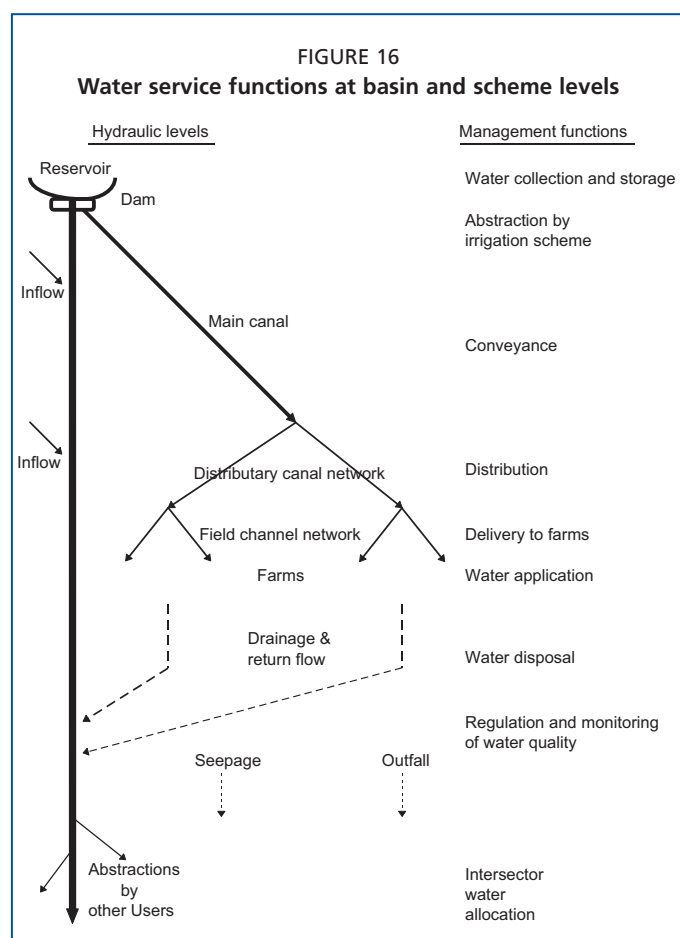 FIGURE 16
Water service functions at basin and scheme levels
Hydraulic levels
Management functions
Reservoir
Water collection and storage
Dam
Abstraction by
irrigation scheme
Inflow
Main canal
Conveyance
Inflow
Distributary canal network
Distribution
Field channel network
Delivery to farms
Farms
Water application
Drainage &
return flow
Water disposal
Regulation and monitoring
of water quality
Seepage
Outfall
Abstractions
by
other Users
Intersector
water
allocation